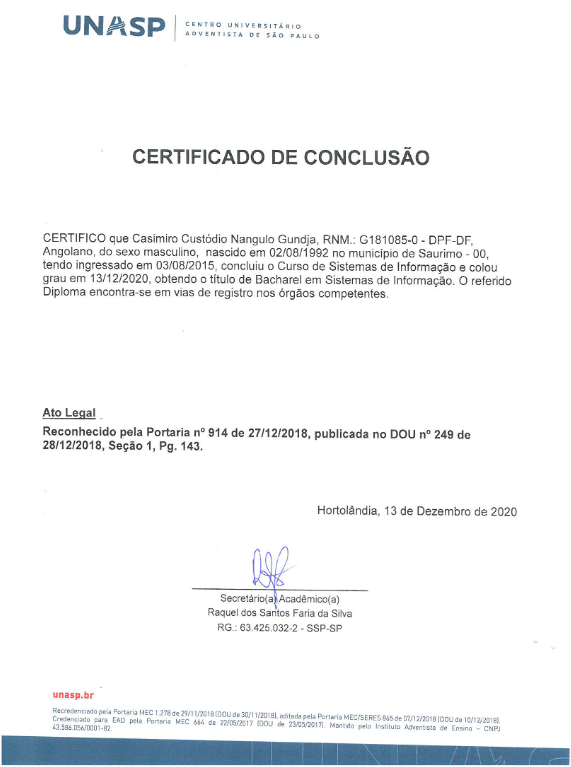 UNASP
CENTRO UNIVERSITÁRIO
ADVENTISTA DE SÃO PAULO
CERTIFICADO DE CONCLUSÃO
CERTIFICO que Casimiro Custódio Nangulo Gundja, RNM.: G181085-0 - DPF-DF,
Angolano, do sexo masculino, nascido em 02/08/1992 no município de Saurimo - 00,
tendo ingressado em 03/08/2015, concluiu o Curso de Sistemas de Informação e colou
grau em 13/12/2020, obtendo o título de Bacharel em Sistemas de Informação. O referido
Diploma encontra-se em vias de registro nos órgãos competentes.
Ato Legal
Reconhecido pela Portaria nº 914 de 27/12/2018, publicada no DOU nº 249 de
28/12/2018, Seção 1, Pg. 143.
Hortolândia, 13 de Dezembro de 2020
Secretário(a) Acadêmico(a)
Raquel dos Santos Faria da Silva
RG.: 63.425.032-2 - SSP-SP
unasp.br
Recredenciado pela Portaria MEC 1.278 de 29/11/2018 (DOU de 30/11/2018), aditada pela Portaria MEC/SERES 865 de 07/12/2018 (DOU de 10/12/2018).
Credenciado para EAD pela Portaria MEC 664 de 22/05/2017 (DOU de 23/05/2017). Mantido pelo Instituto Adventista de Ensino – CNPJ
43.586.056/0001-82.